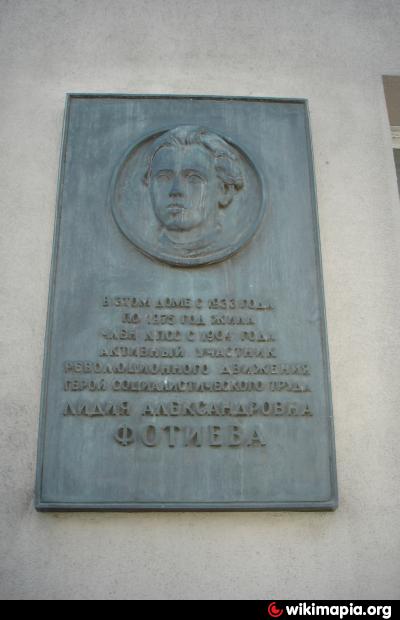 В ЭТОМ ДОМЕ С 1933 ГОДА
ПО 1975 ГОД ЖИЛА
ЧЛЕН КПСС С 1904 ГОДА
АКТИВНЫЙ УЧАСТНИК
РЕВОЛЮЦИОННОГО ДВИЖЕНИЯ
ГЕРОЙ СОЦИАЛИСТИЧЕСКОГО ТРУДА
ЛИДИЯ АЛЕКСАНДРОВНА
ФОТИЕВА
wikimapia.org